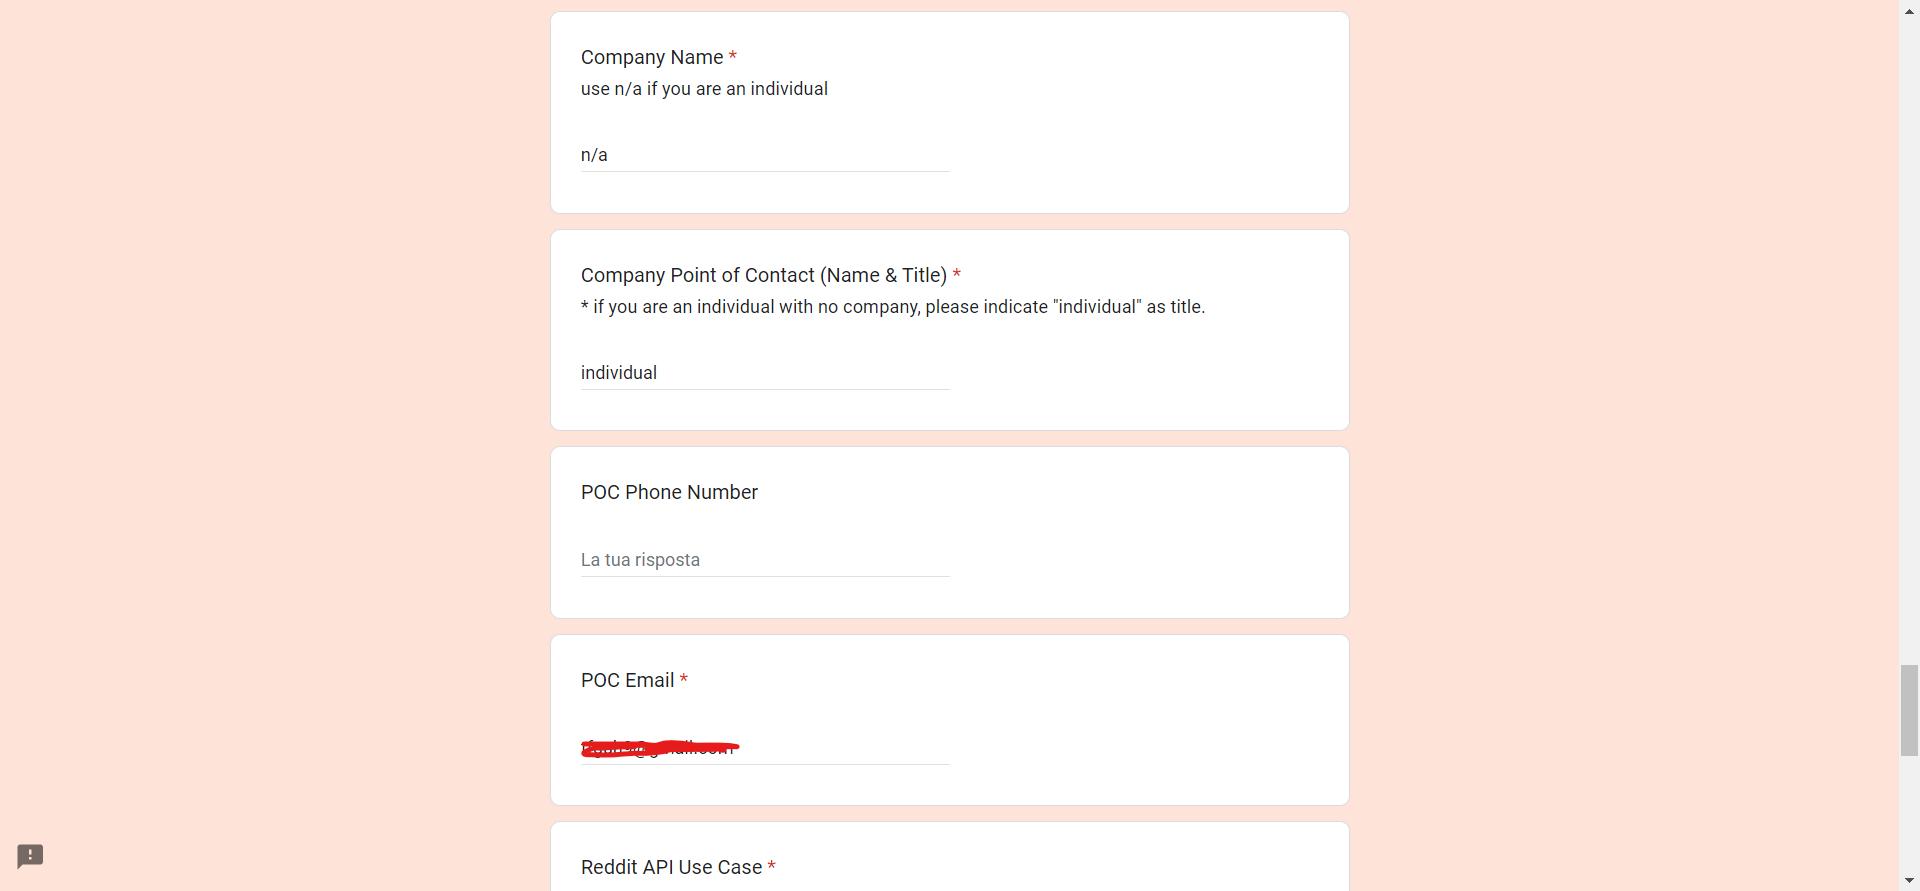 Company Name *
use n/a if you are an individual
n/a
Company Point of Contact (Name & Title) *
* if you are an individual with no company, please indicate "individual" as title.
individual
POC Phone Number
La tua risposta
POC Email *
Reddit API Use Case *